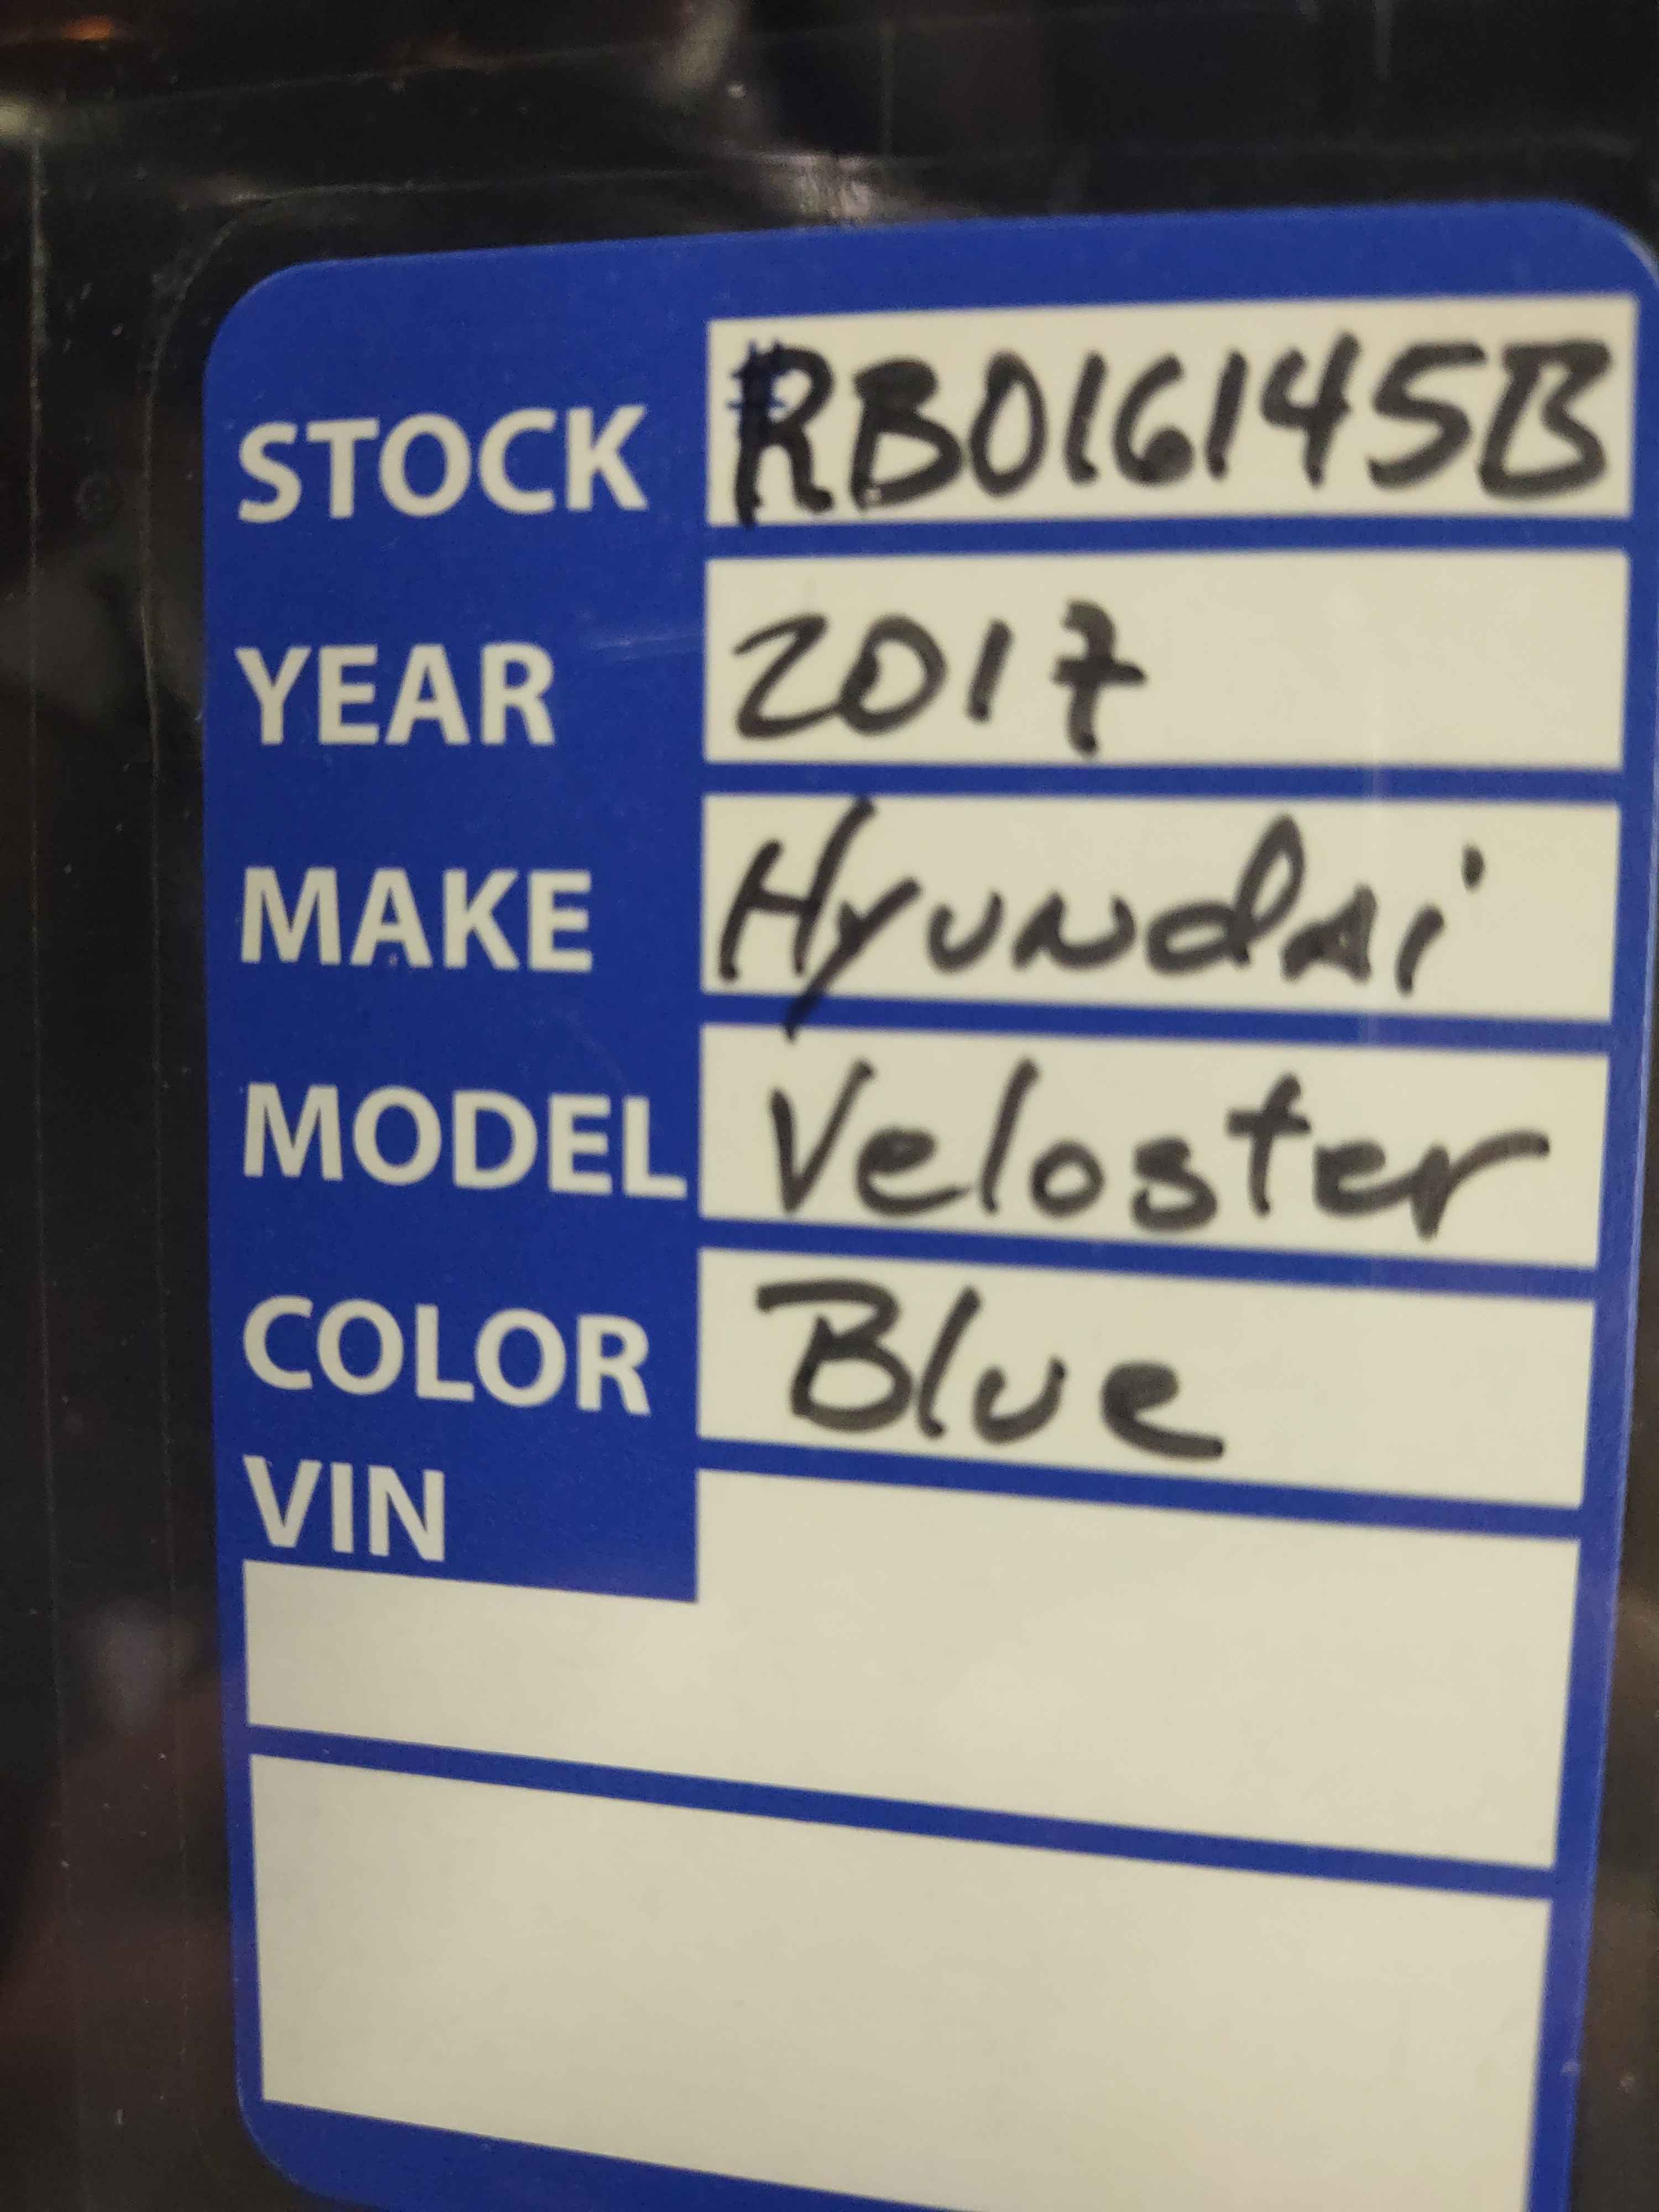 STOCK #RB016145B
YEAR 2017
MAKE Hyundai
MODEL Veloster
COLOR Blue
VIN